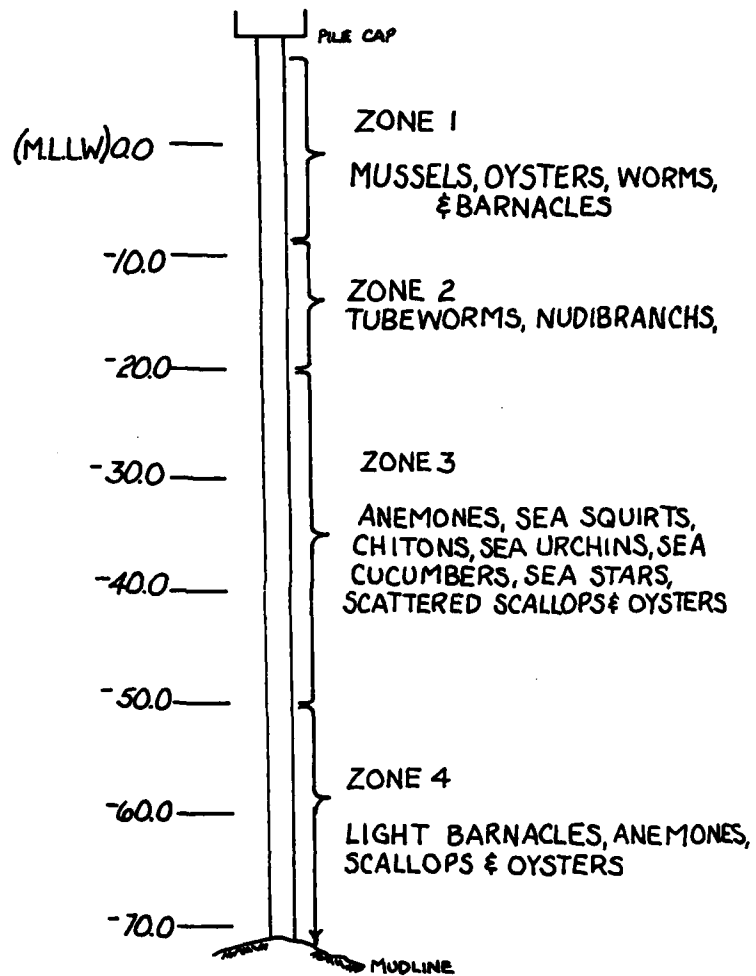 PILE CAP
(M.L.L.W) 0.0
ZONE 1
MUSSELS, OYSTERS, WORMS,
& BARNACLES
-10.0
ZONE 2
TUBEWORMS, NUDIBRANCHS,
-20.0
ZONE 3
-30.0
ANEMONES, SEA SQUIRTS,
CHITONS, SEA URCHINS, SEA
CUCUMBERS, SEA STARS,
SCATTERED SCALLOPS & OYSTERS
-40.0
-50.0
ZONE 4
-60.0
LIGHT BARNACLES, ANEMONES,
SCALLOPS & OYSTERS
-70.0
MUDLINE